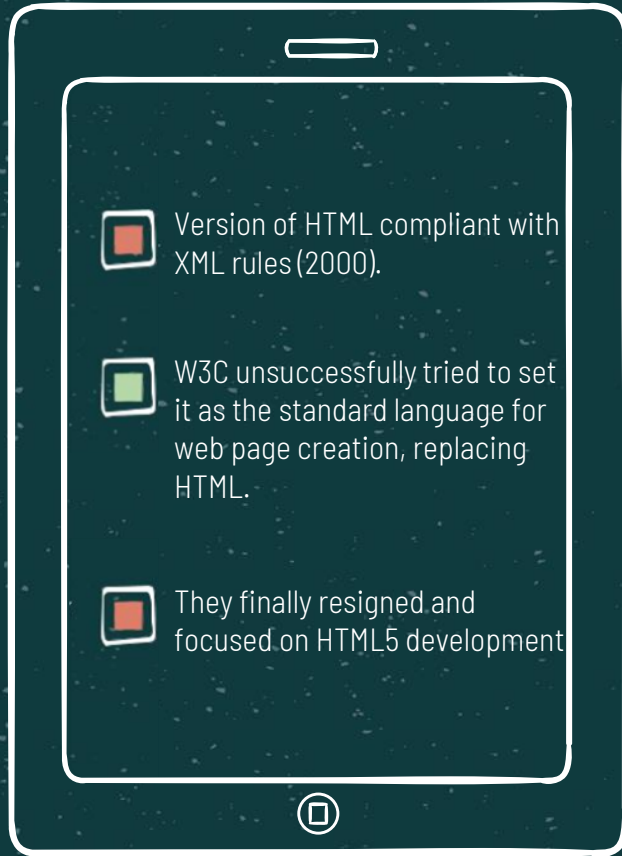 Version of HTML compliant with
XML rules (2000).
W3C unsuccessfully tried to set
it as the standard language for
web page creation, replacing
HTML.
They finally resigned and
focused on HTML5 development